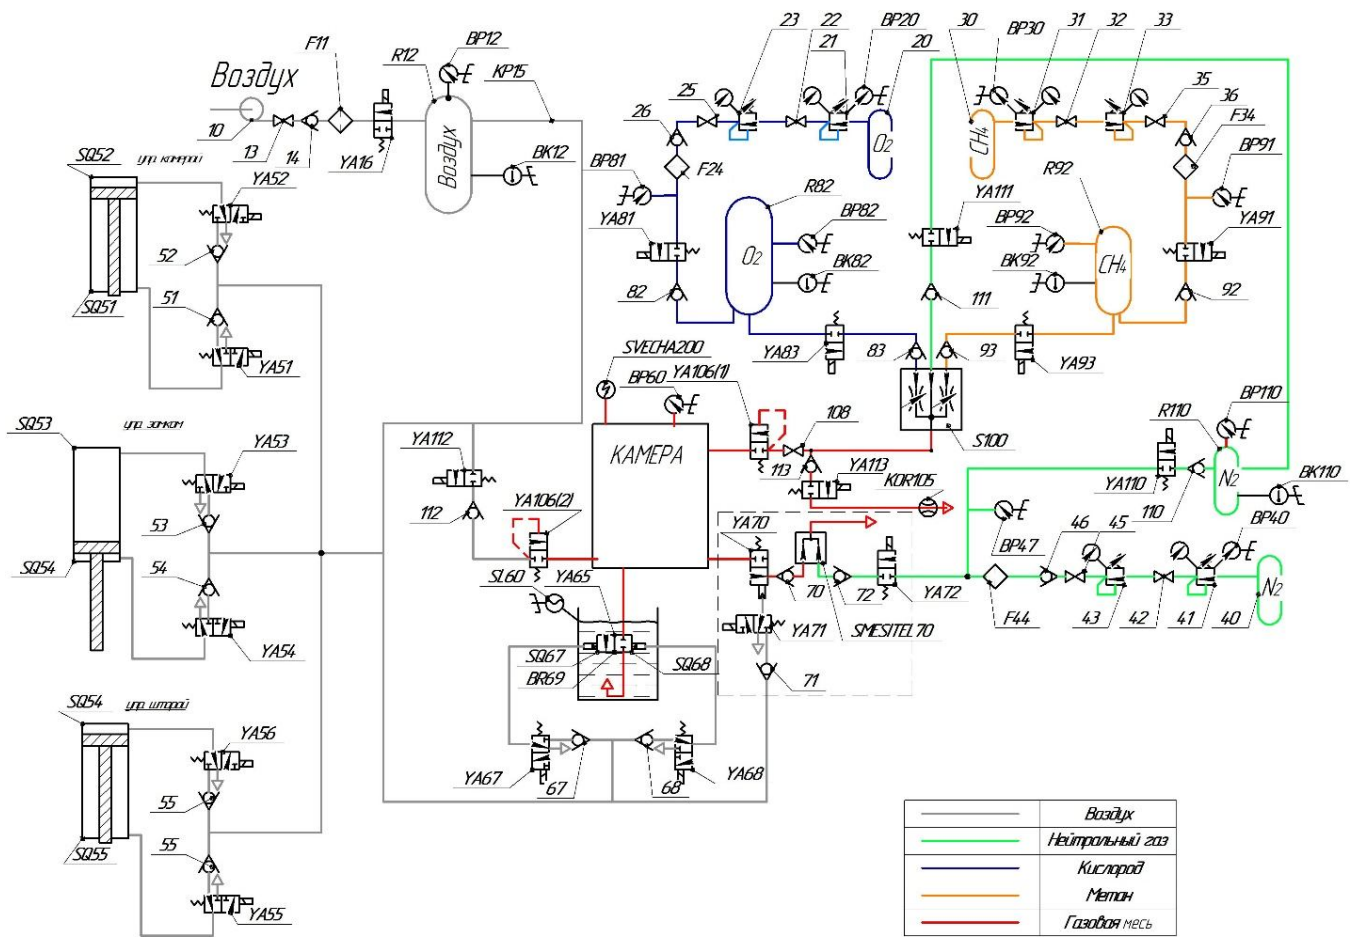 F11
R12
BP12
KP15
23
22
BP20
21
20
30
BP30
31
32
33
Воздух
10
13
14
YA16
Воздух
BK12
25
26
BP81
F24
O₂
CH₄
35
36
F34
BP91
SQ52
упр. камерой
YA52
52
51
SQ51
YA51
YA81
82
R82
O₂
BP82
BK82
YA83
83
YA111
111
R92
BP92
BK92
CH₄
YA91
92
93
YA93
SVECHA200
BP60
YA106(1)
108
S100
КАМЕРА
113
YA113
KOR105
R110
BP110
YA110
110
N₂
BK110
SQ53
упр. замком
YA53
53
54
SQ54
YA54
YA112
112
YA106(2)
SL60
YA65
YA70
70
72
YA72
BP47
46
45
BP40
N₂
F44
43
42
41
40
SMESITEL70
YA71
71
SQ67
BR69
SQ68
YA67
67
68
YA68
SQ54
упр. шторой
YA56
55
55
SQ55
YA55
Воздух
Нейтральный газ
Кислород
Метан
Газовая месь